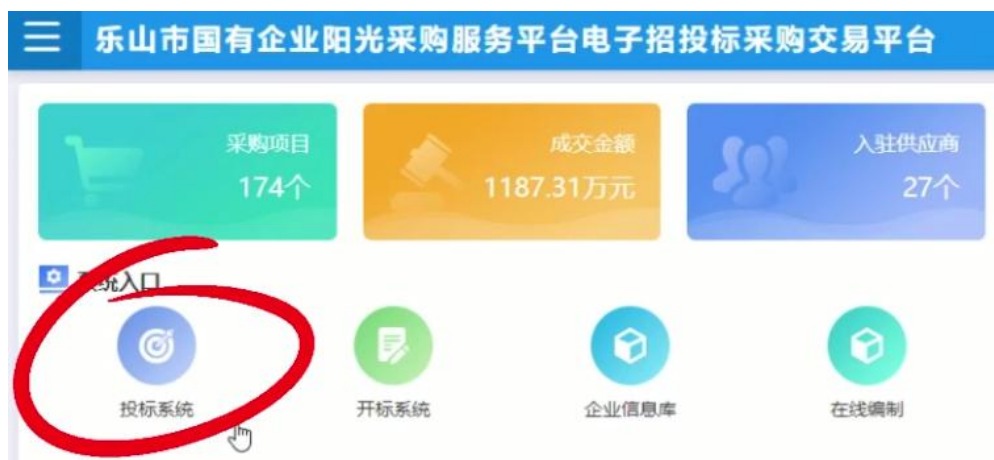 乐山市国有企业阳光采购服务平台电子招投标采购交易平台
采购项目
174个
成交金额
1187.31万元
入驻供应商
27个
系统入口
投标系统
开标系统
企业信息库
在线编制